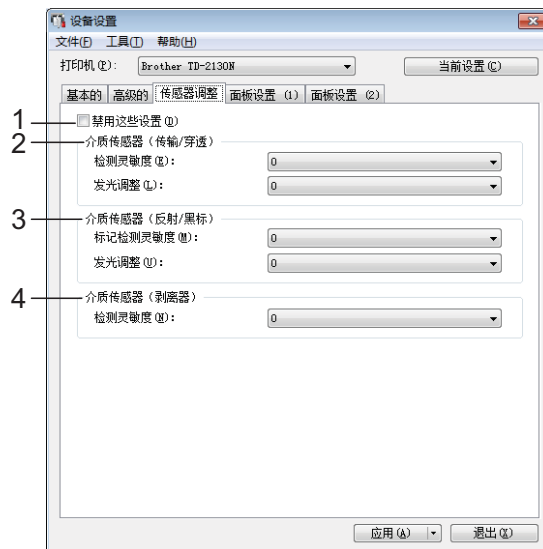 设备设置
文件(F) 工具(T) 帮助(H)
打印机(P): Brother TD-2130N 当前设置(C)
基本的 高级的 传感器调整 面板设置 (1) 面板设置 (2)
1 禁用这些设置(D)
2 介质传感器 (传输/穿透)
检测灵敏度(E): 0
发光调整(L): 0
3 介质传感器 (反射/黑标)
标记检测灵敏度(M): 0
发光调整(U): 0
4 介质传感器 (剥离器)
检测灵敏度(N): 0
应用(A) 退出(X)